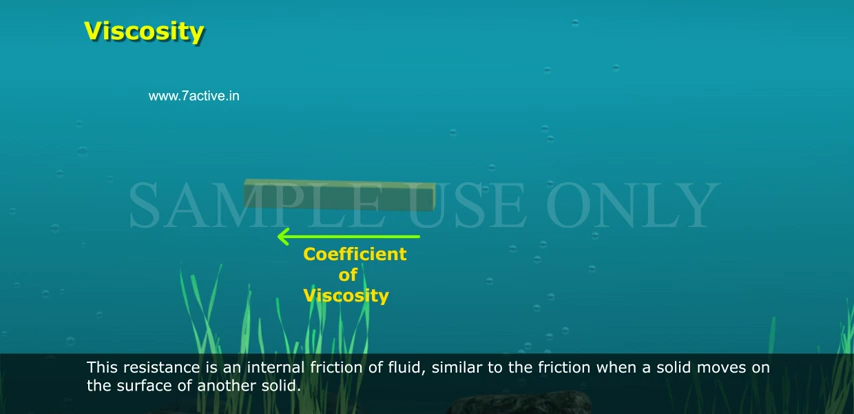 Viscosity
www.7active.in
SAMPLE USE ONLY
Coefficient
of
Viscosity
This resistance is an internal friction of fluid, similar to the friction when a solid moves on
the surface of another solid.